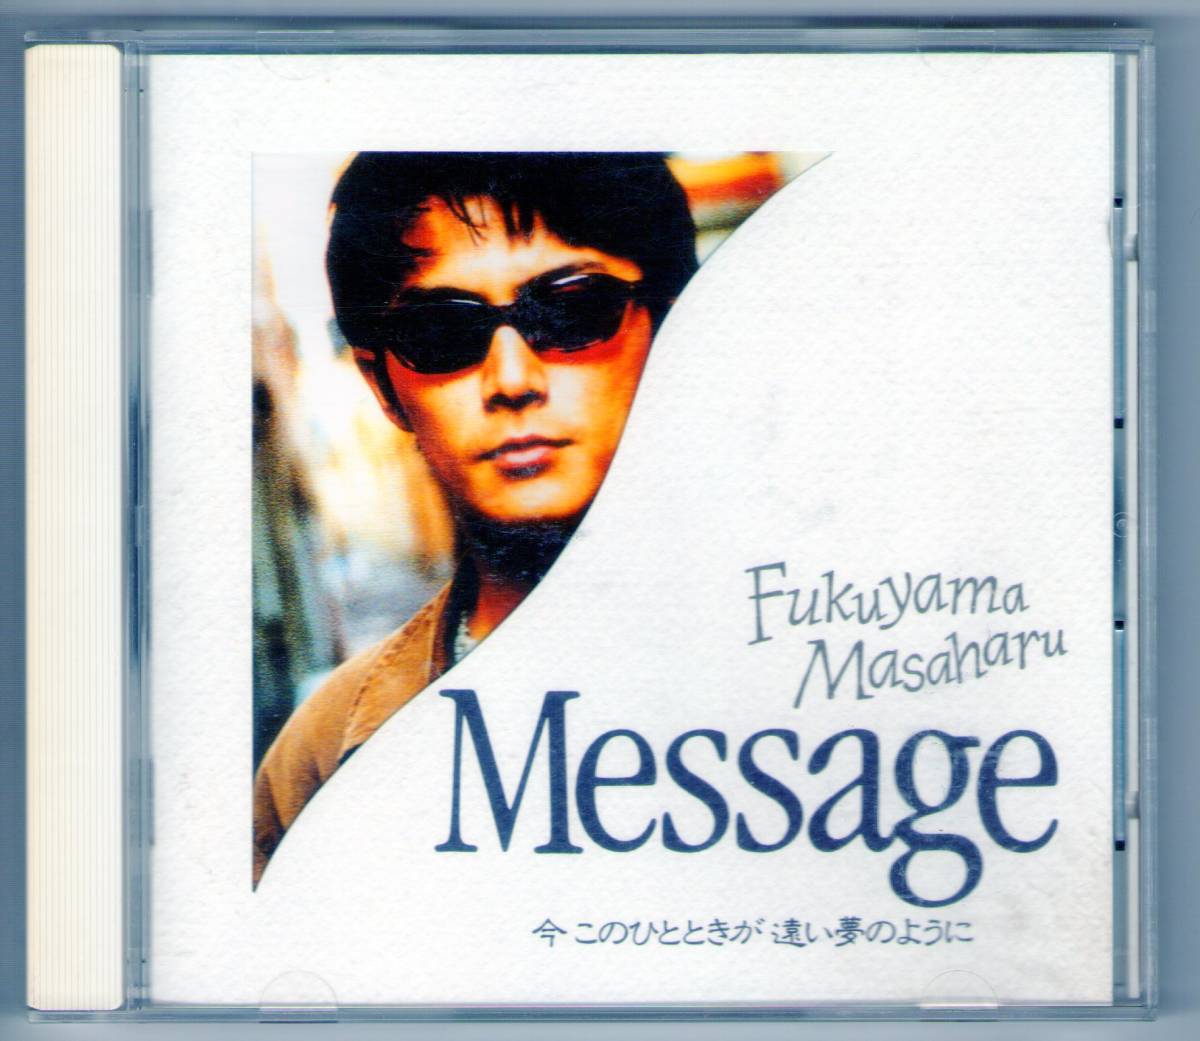 Fukuyama
Masaharu
Message
今 このひとときが 遠い夢のように